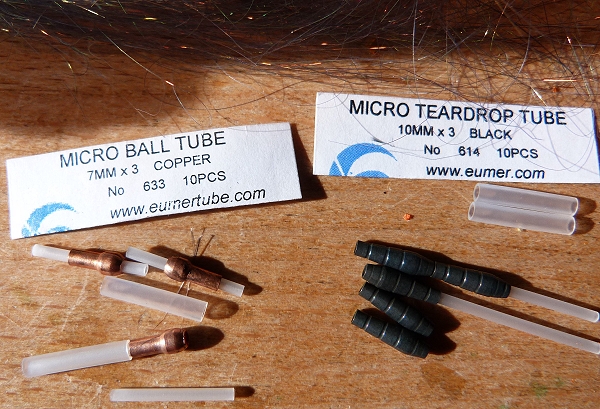 MICRO BALL TUBE
7MM x 3 COPPER
No 633 10PCS
www.eumertube.com
MICRO TEARDROP TUBE
10MM x 3 BLACK
No 614 10PCS
www.eumer.com